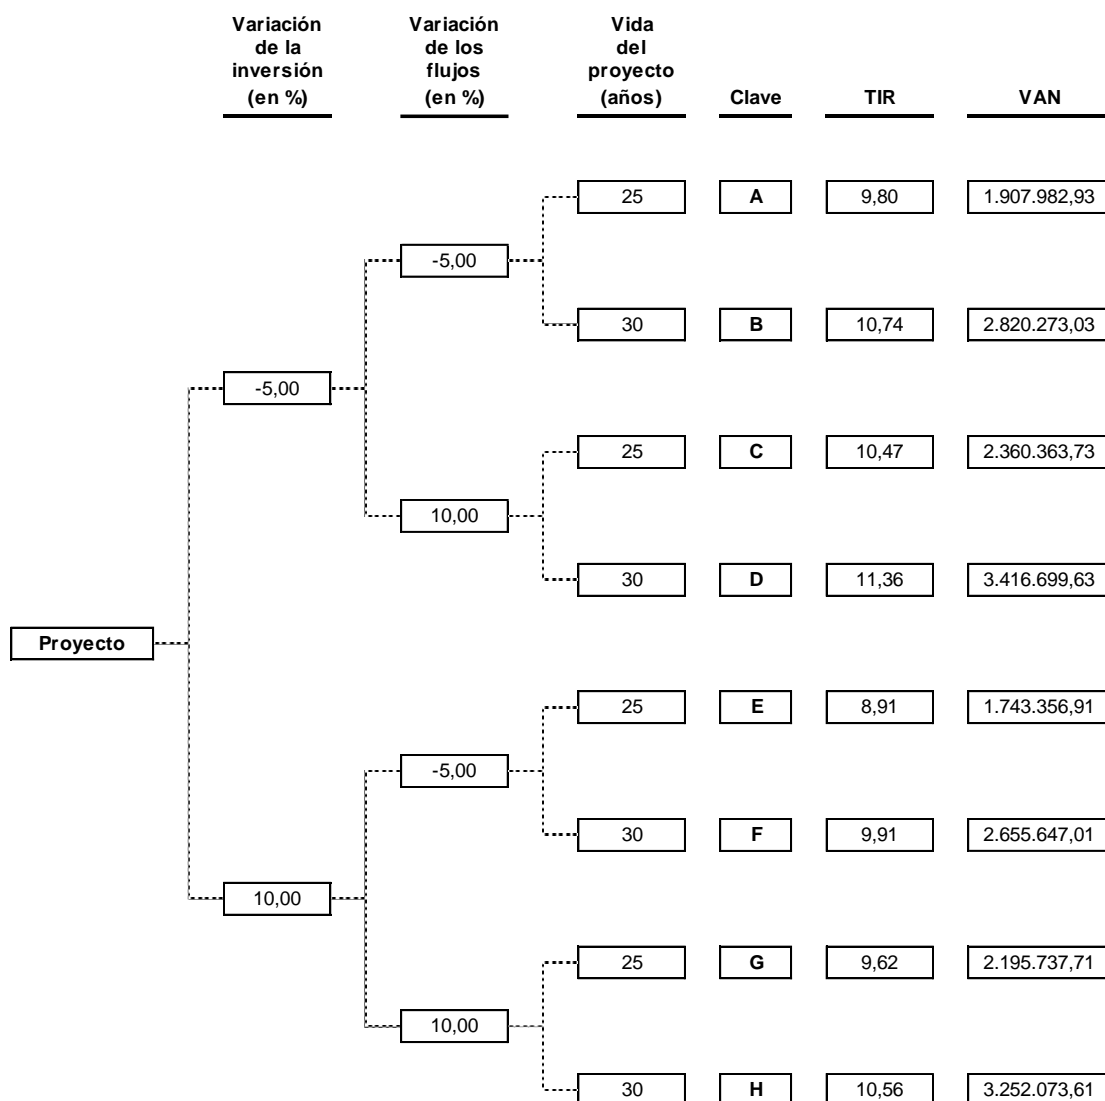 Variación de la inversión (en %)
Variación de los flujos (en %)
Vida del proyecto (años)
Clave
TIR
VAN
25 A 9,80 1.907.982,93
-5,00
30 B 10,74 2.820.273,03
-5,00
25 C 10,47 2.360.363,73
10,00
30 D 11,36 3.416.699,63
Proyecto
25 E 8,91 1.743.356,91
-5,00
30 F 9,91 2.655.647,01
10,00
25 G 9,62 2.195.737,71
10,00
30 H 10,56 3.252.073,61